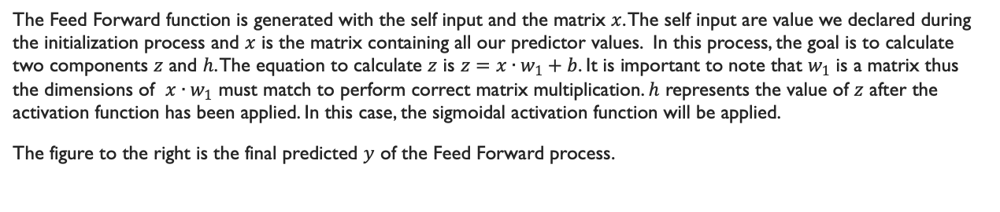 The Feed Forward function is generated with the self input and the matrix x. The self input are value we declared during
the initialization process and x is the matrix containing all our predictor values. In this process, the goal is to calculate
two components z and h. The equation to calculate z is z = x · w₁ + b. It is important to note that w₁ is a matrix thus
the dimensions of x · w₁ must match to perform correct matrix multiplication. h represents the value of z after the
activation function has been applied. In this case, the sigmoidal activation function will be applied.
The figure to the right is the final predicted y of the Feed Forward process.